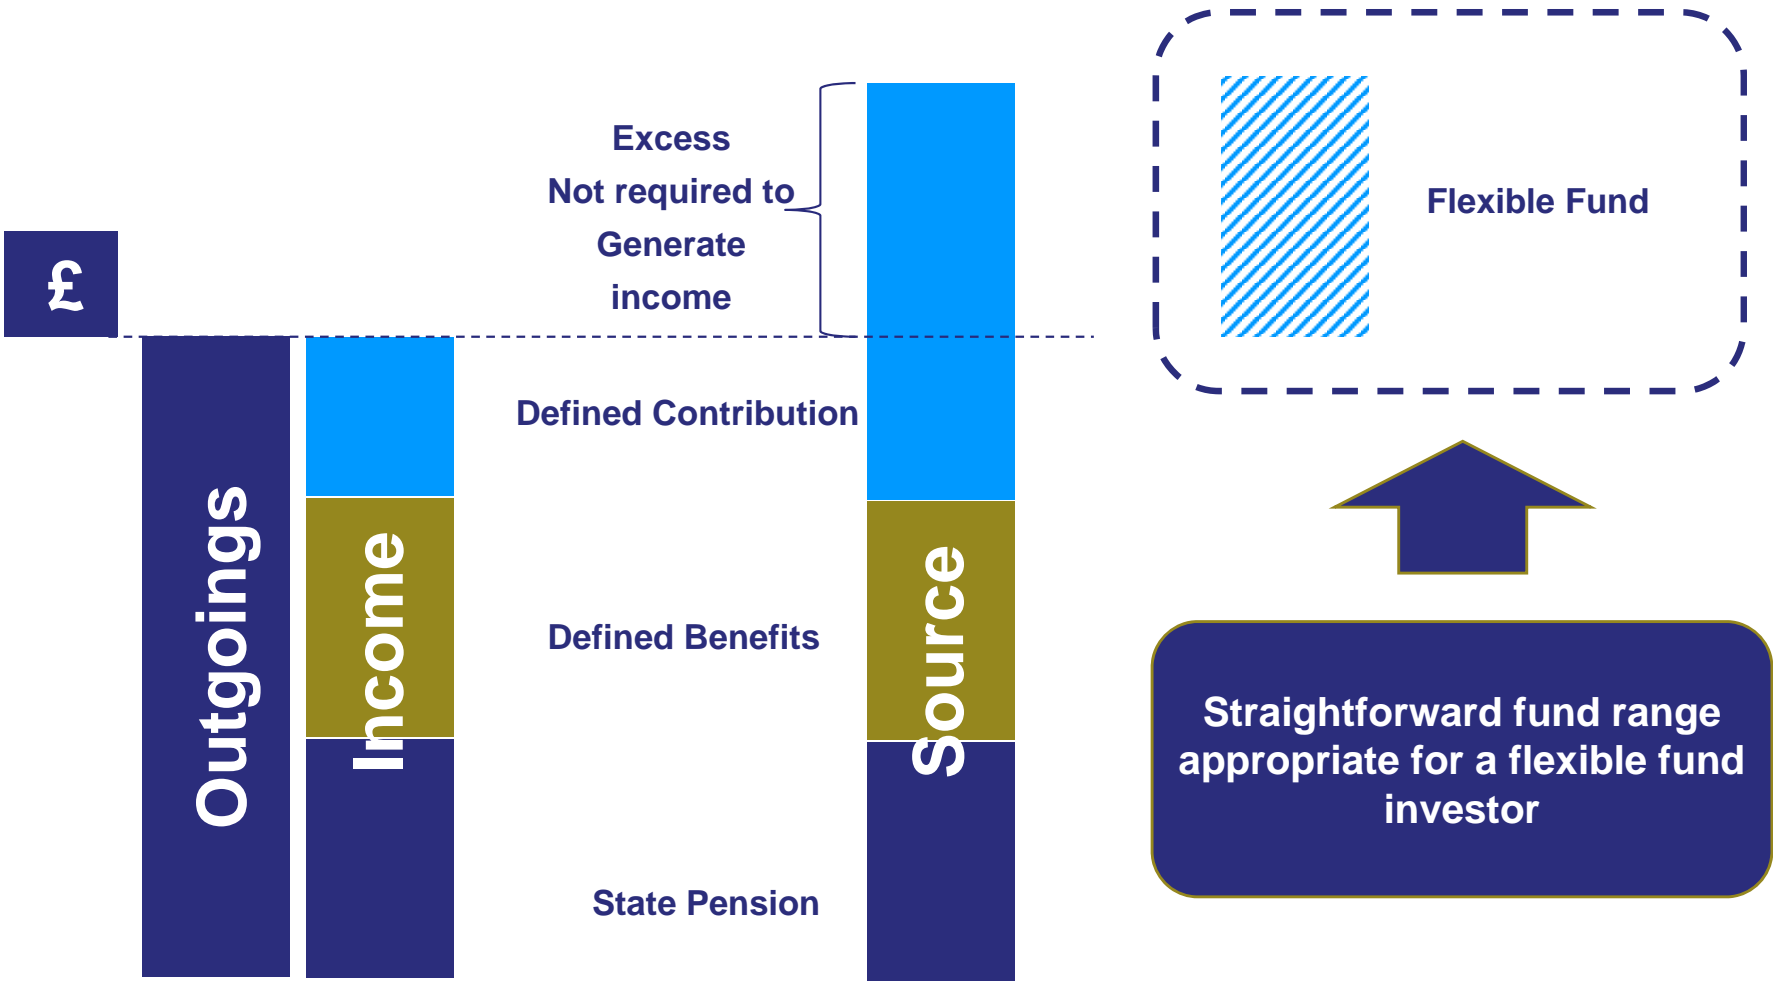 £
Outgoings
Income
Excess
Not required to
Generate
income
Defined Contribution
Defined Benefits
State Pension
Source
Flexible Fund
Straightforward fund range
appropriate for a flexible fund
investor